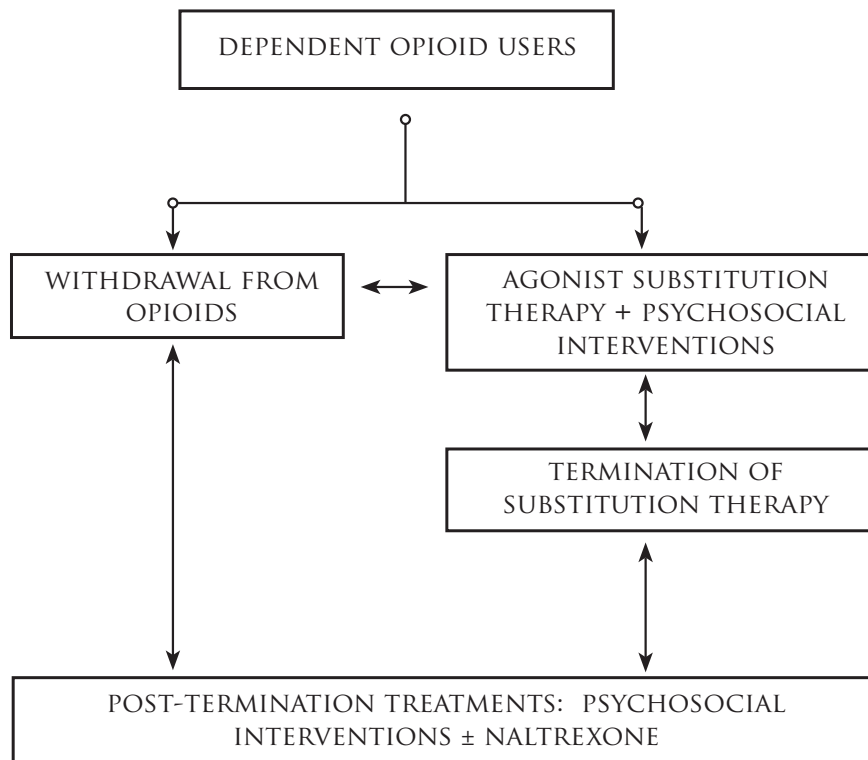 DEPENDENT OPIOID USERS
WITHDRAWAL FROM
OPIOIDS
AGONIST SUBSTITUTION
THERAPY + PSYCHOSOCIAL
INTERVENTIONS
TERMINATION OF
SUBSTITUTION THERAPY
POST-TERMINATION TREATMENTS: PSYCHOSOCIAL
INTERVENTIONS ± NALTREXONE